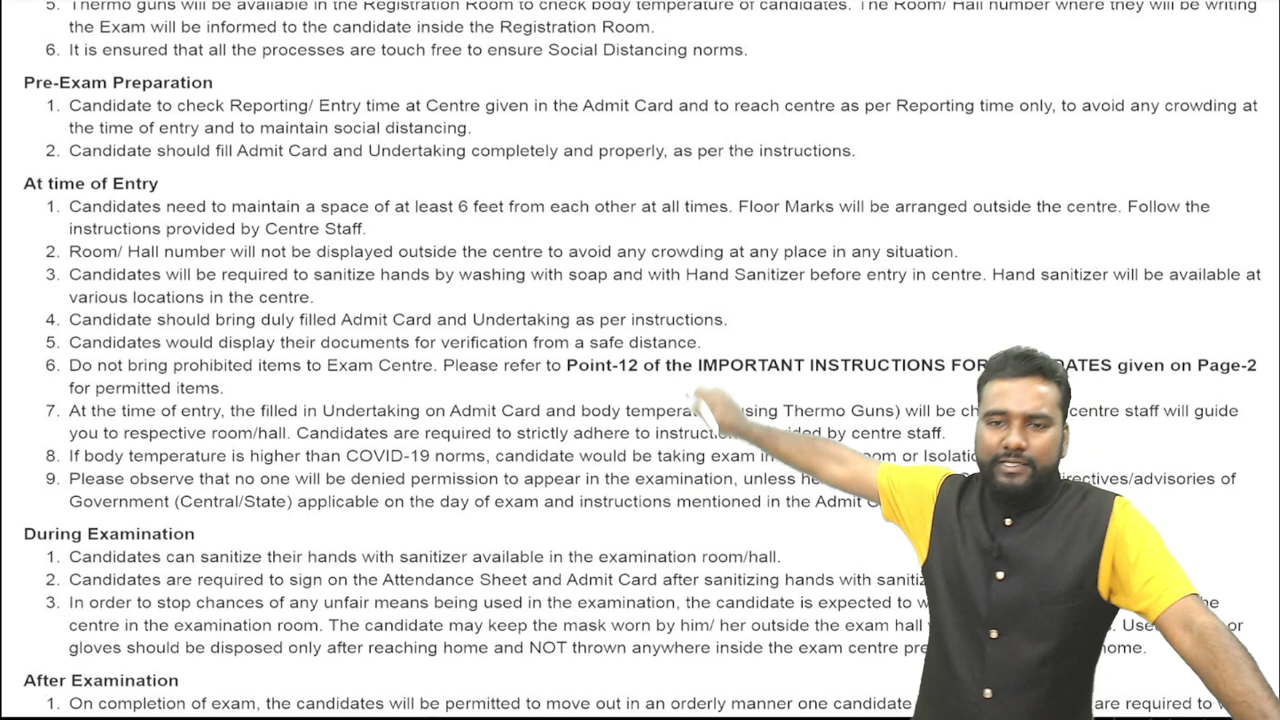 5. Thermo guns will be available in the Registration Room to check body temperature of candidates. The Room/ Hall number where they will be writing
the Exam will be informed to the candidate inside the Registration Room.
6. It is ensured that all the processes are touch free to ensure Social Distancing norms.
Pre-Exam Preparation
1. Candidate to check Reporting/ Entry time at Centre given in the Admit Card and to reach centre as per Reporting time only, to avoid any crowding at
the time of entry and to maintain social distancing.
2. Candidate should fill Admit Card and Undertaking completely and properly, as per the instructions.
At time of Entry
1. Candidates need to maintain a space of at least 6 feet from each other at all times. Floor Marks will be arranged outside the centre. Follow the
instructions provided by Centre Staff.
2. Room/ Hall number will not be displayed outside the centre to avoid any crowding at any place in any situation.
3. Candidates will be required to sanitize hands by washing with soap and with Hand Sanitizer before entry in centre. Hand sanitizer will be available at
various locations in the centre.
4. Candidate should bring duly filled Admit Card and Undertaking as per instructions.
5. Candidates would display their documents for verification from a safe distance.
6. Do not bring prohibited items to Exam Centre. Please refer to Point-12 of the IMPORTANT INSTRUCTIONS FOR given on Page-2
for permitted items.
7. At the time of entry, the filled in Undertaking on Admit Card and body Thermo Guns) will be centre staff will guide
you to respective room/hall. Candidates are required to strictly adhere to by centre staff.
8. If body temperature is higher than COVID-19 norms, candidate would be taking exam or
9. Please observe that no one will be denied permission to appear in the examination, unless of
Government (Central/State) applicable on the day of exam and instructions mentioned in the Admit
During Examination
1. Candidates can sanitize their hands with sanitizer available in the examination room/hall.
2. Candidates are required to sign on the Attendance Sheet and Admit Card after sanitizing hands with
3. In order to stop chances of any unfair means being used in the examination, the candidate is expected to
centre in the examination room. The candidate may keep the mask worn by him/ her outside the exam hall or
gloves should be disposed only after reaching home and NOT thrown anywhere inside the exam centre
After Examination
1. On completion of exam, the candidates will be permitted to move out in an orderly manner one candidate are required to